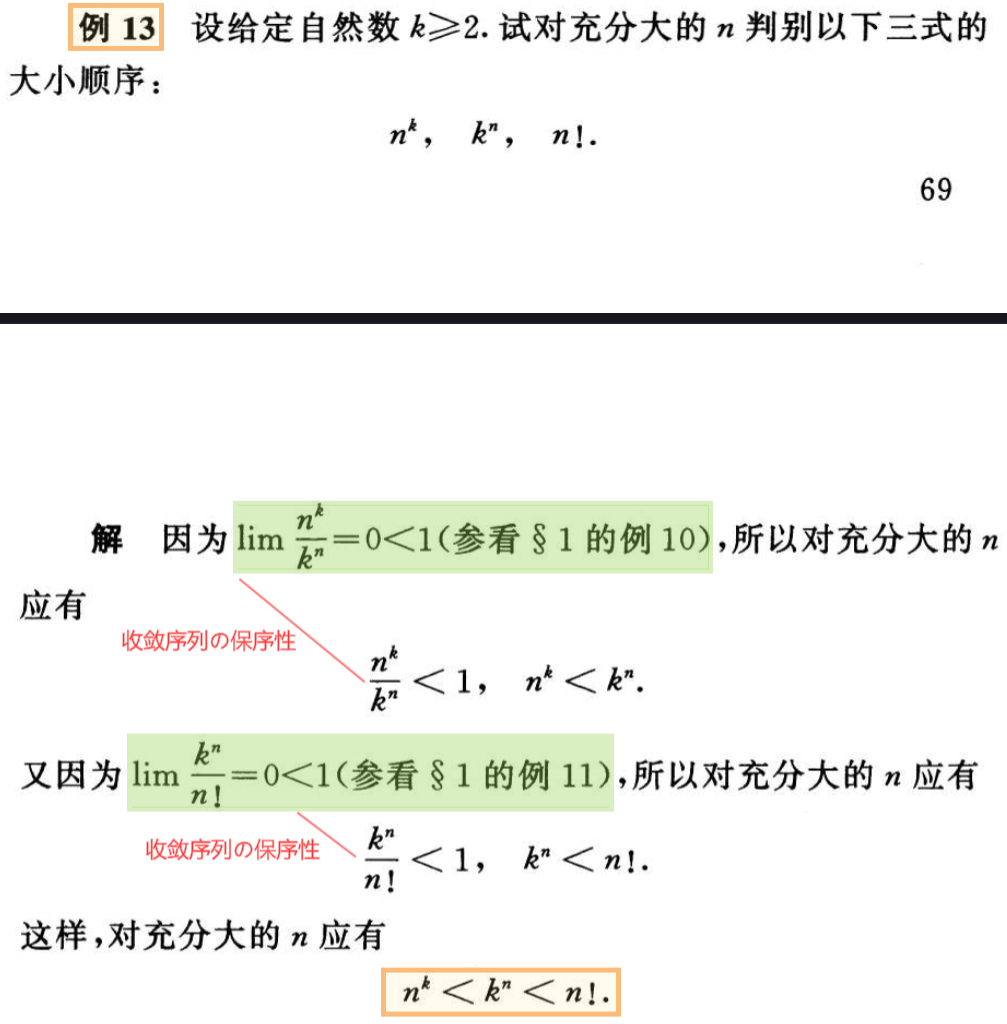 例 13 设给定自然数 k≥2. 试对充分大的 n 判别以下三式的
大小顺序：
n^k， k^n， n!.
69
解 因为 lim n^k/k^n=0<1(参看 § 1 的例 10),所以对充分大的 n
应有
收敛序列の保序性
n^k/k^n < 1， n^k < k^n.
又因为 lim k^n/n!=0<1(参看 § 1 的例 11),所以对充分大的 n 应有
收敛序列の保序性
k^n/n! < 1， k^n < n!.
这样,对充分大的 n 应有
n^k < k^n < n!.